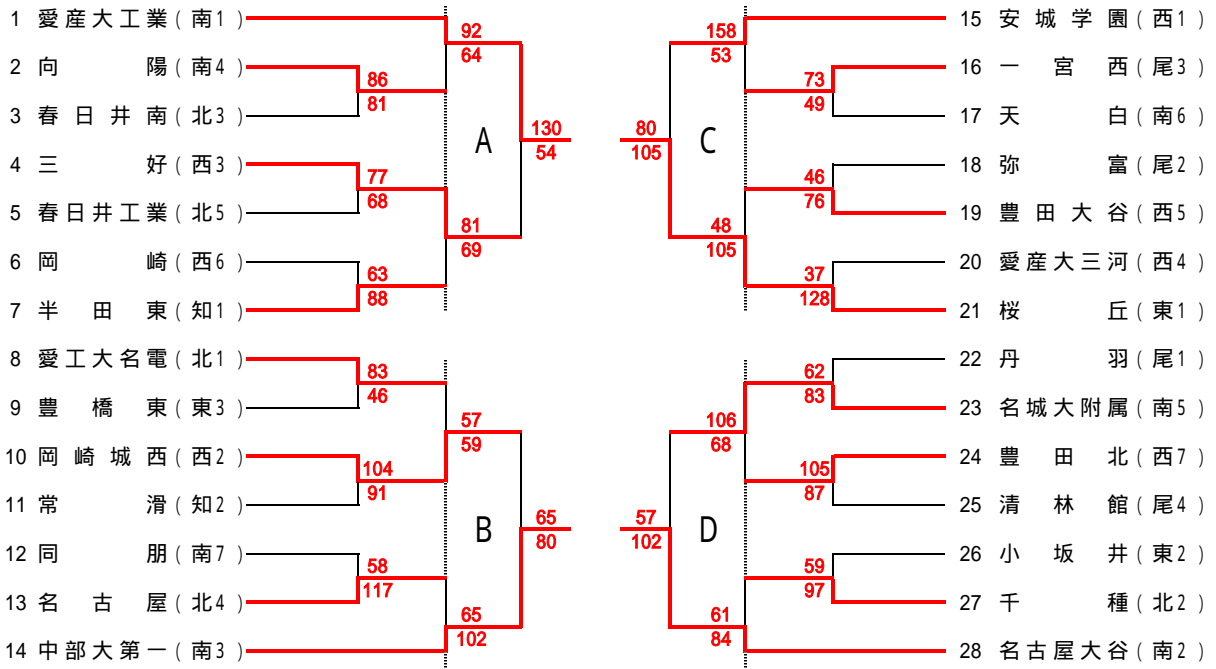 1 愛産大工業(南1)
2 向陽(南4)
3 春日井南(北3)
4 三好(西3)
5 春日井工業(北5)
6 岡崎(西6)
7 半田東(知1)
8 愛工大名電(北1)
9 豊橋東(東3)
10 岡崎城西(西2)
11 常滑(知2)
12 同朋(南7)
13 名古屋(北4)
14 中部大第一(南3)
86
81
77
68
63
88
83
46
104
91
58
117
92
64
81
69
57
59
65
102
A
B
130
54
65
80
80
105
57
102
C
D
158
53
48
105
106
68
61
84
73
49
46
76
37
128
62
83
105
87
59
97
15 安城学園(西1)
16 一宮西(尾3)
17 天白(南6)
18 弥富(尾2)
19 豊田大谷(西5)
20 愛産大三河(西4)
21 桜丘(東1)
22 丹羽(尾1)
23 名城大附属(南5)
24 豊田北(西7)
25 清林館(尾4)
26 小坂井(東2)
27 千種(北2)
28 名古屋大谷(南2)